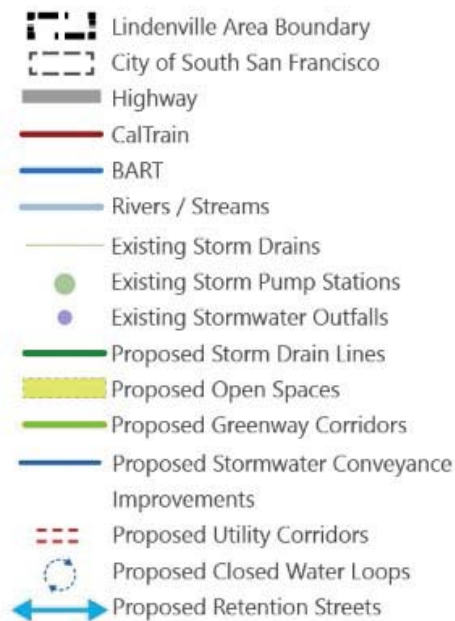 Lindenville Area Boundary
City of South San Francisco
Highway
CalTrain
BART
Rivers / Streams
Existing Storm Drains
Existing Storm Pump Stations
Existing Stormwater Outfalls
Proposed Storm Drain Lines
Proposed Open Spaces
Proposed Greenway Corridors
Proposed Stormwater Conveyance
Improvements
Proposed Utility Corridors
Proposed Closed Water Loops
Proposed Retention Streets